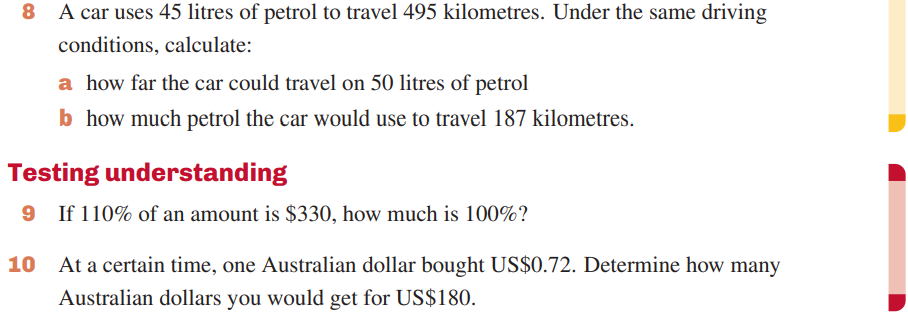 8 A car uses 45 litres of petrol to travel 495 kilometres. Under the same driving
conditions, calculate:
a how far the car could travel on 50 litres of petrol
b how much petrol the car would use to travel 187 kilometres.
Testing understanding
9 If 110% of an amount is $330, how much is 100%?
10 At a certain time, one Australian dollar bought US$0.72. Determine how many
Australian dollars you would get for US$180.